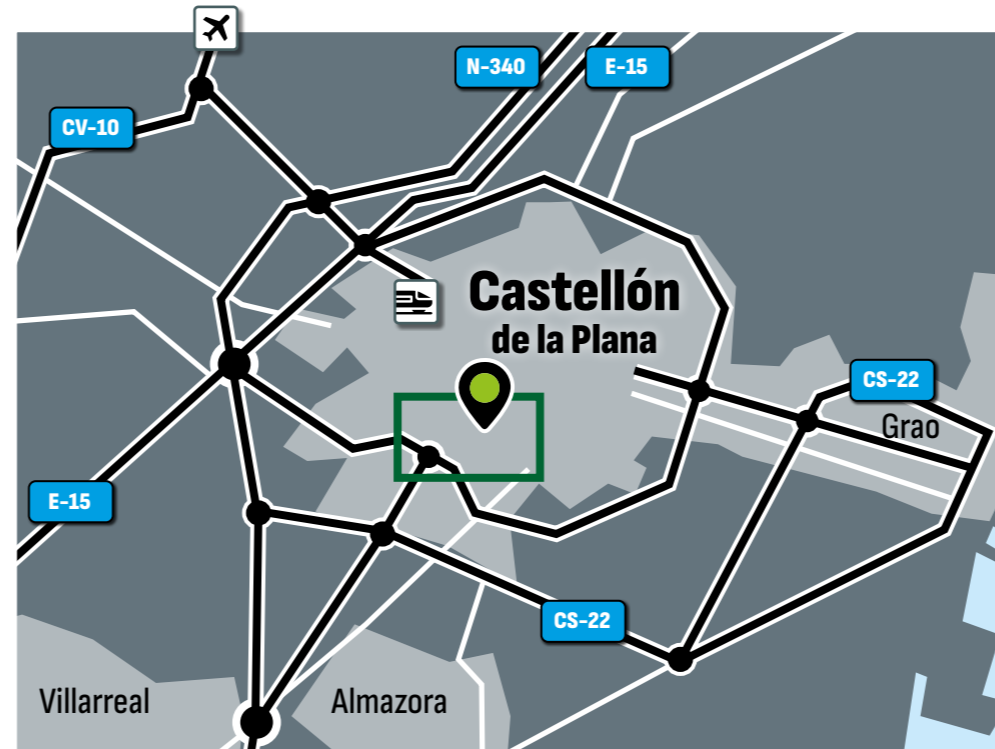 N-340
E-15
CV-10
Castellón
de la Plana
CS-22
Grao
E-15
CS-22
Villarreal
Almazora